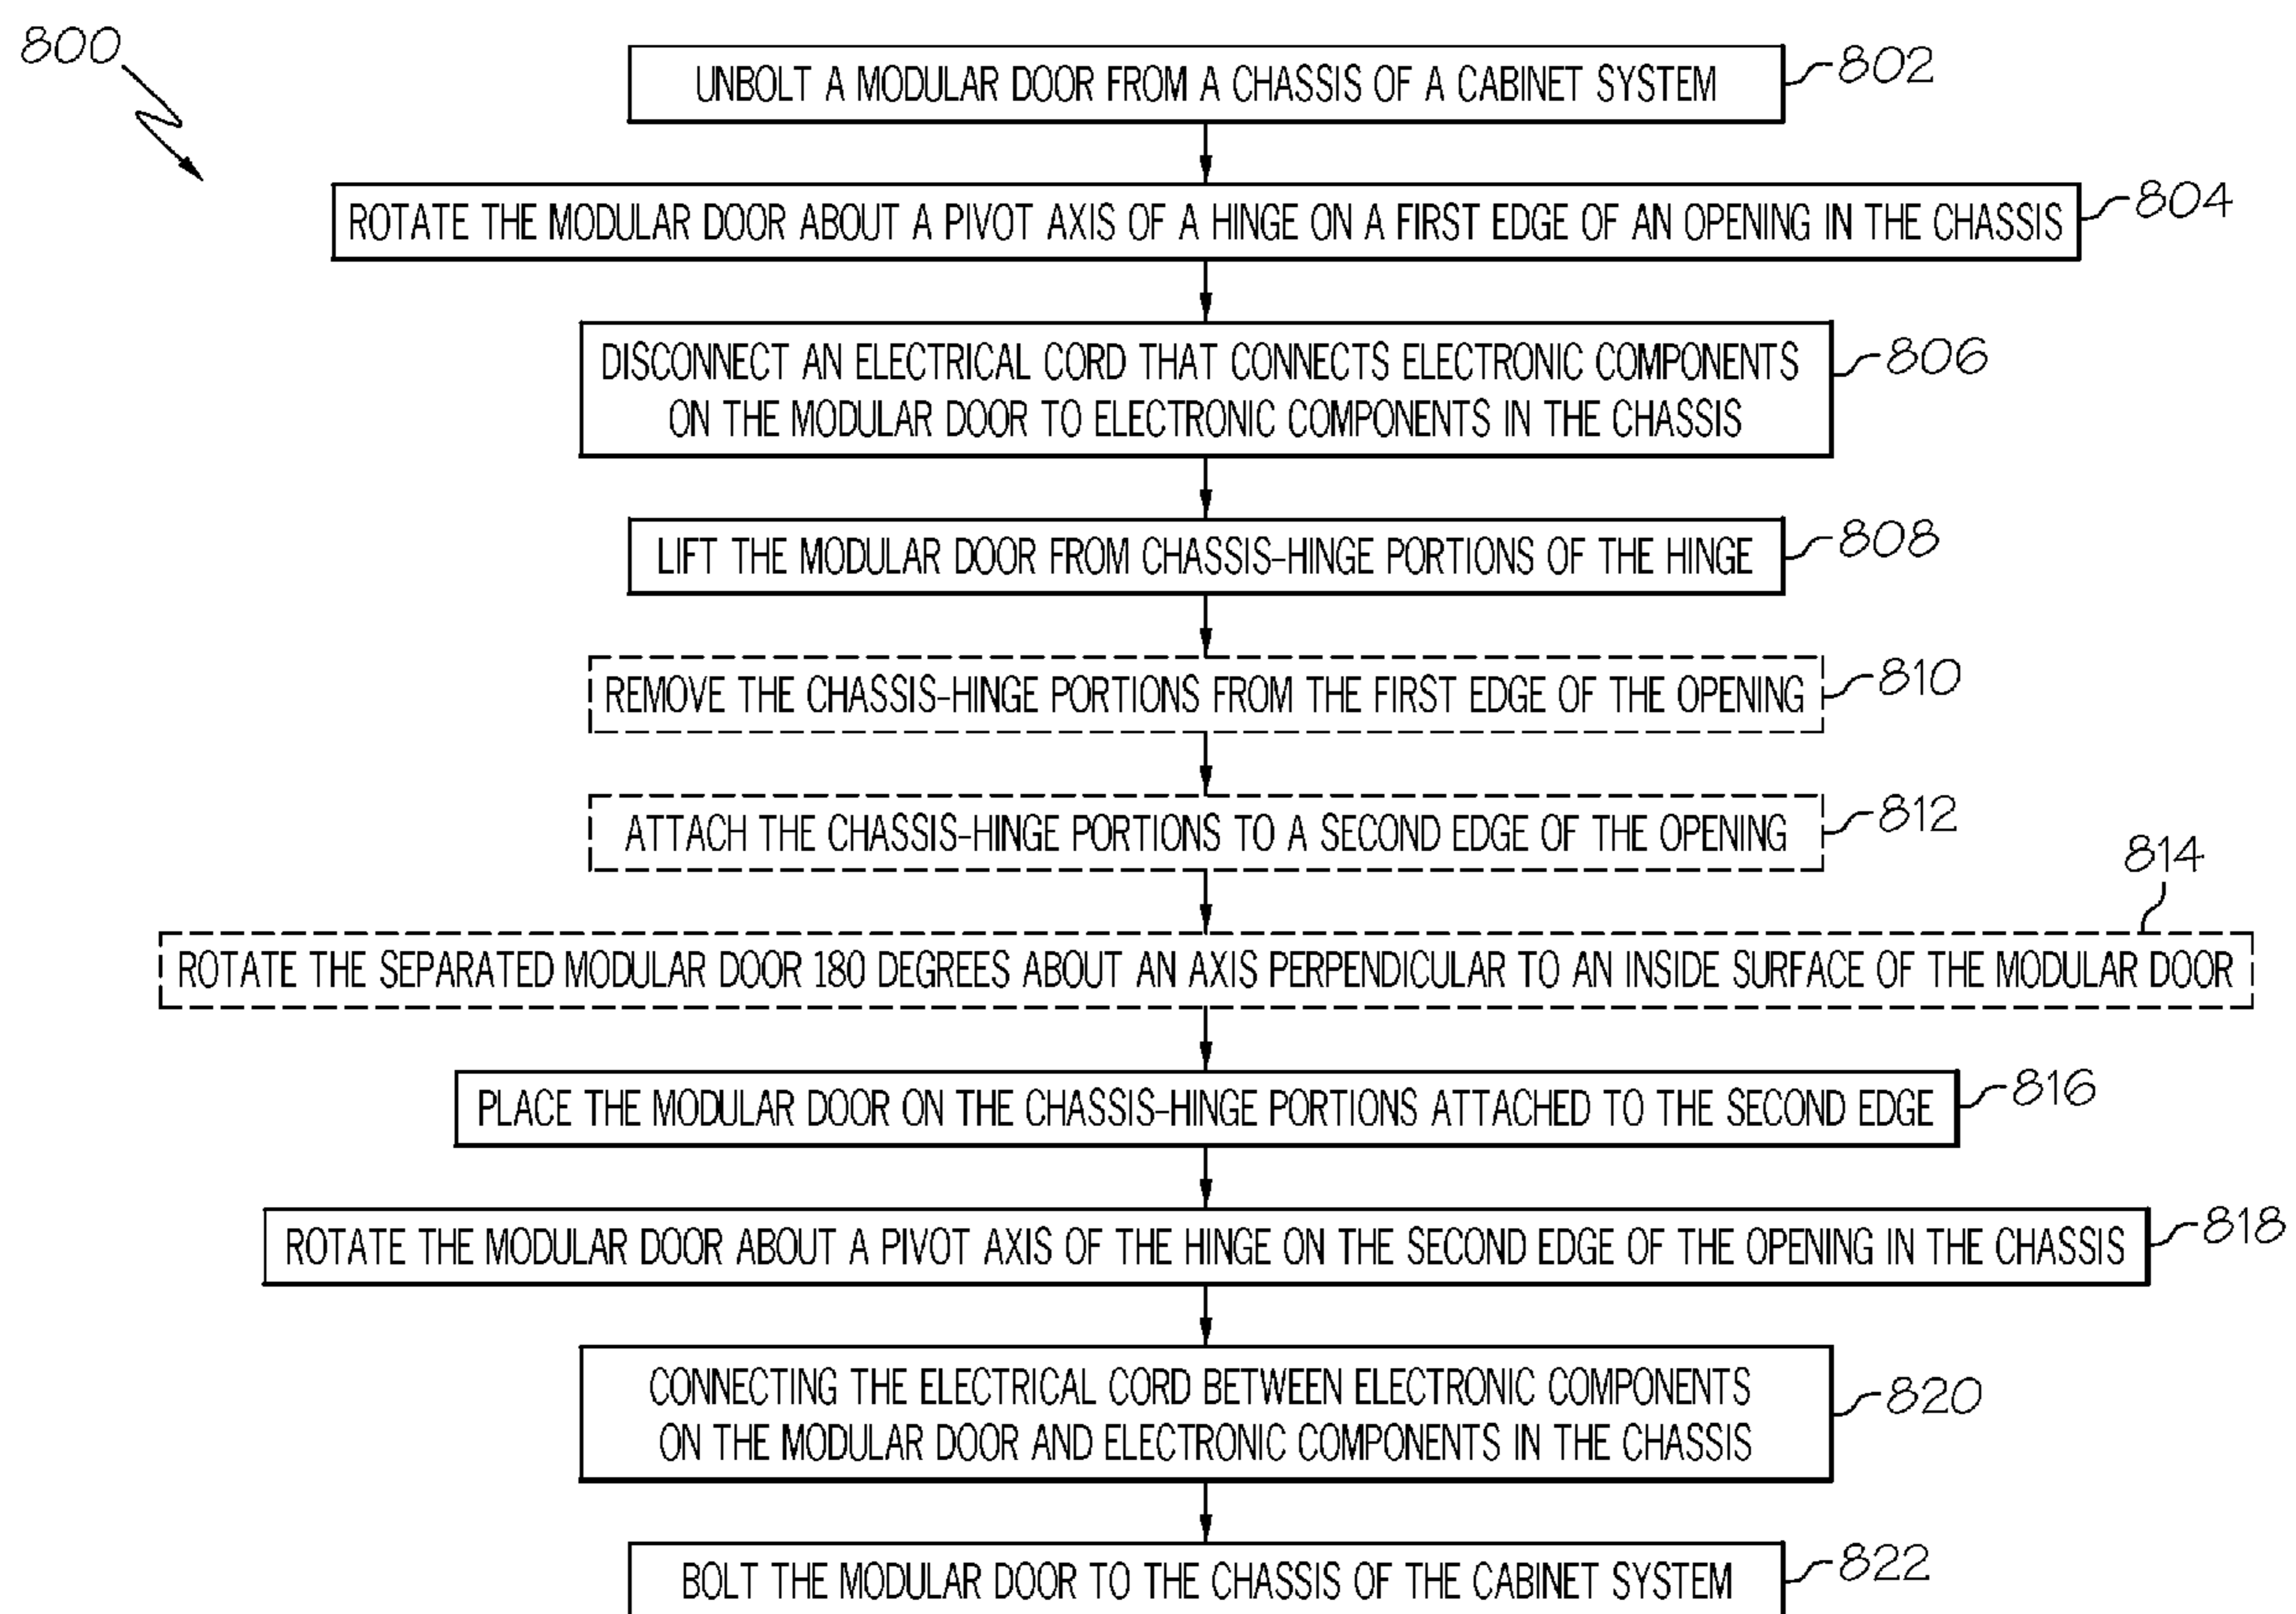 800
UNBOLT A MODULAR DOOR FROM A CHASSIS OF A CABINET SYSTEM
802
ROTATE THE MODULAR DOOR ABOUT A PIVOT AXIS OF A HINGE ON A FIRST EDGE OF AN OPENING IN THE CHASSIS
804
DISCONNECT AN ELECTRICAL CORD THAT CONNECTS ELECTRONIC COMPONENTS
ON THE MODULAR DOOR TO ELECTRONIC COMPONENTS IN THE CHASSIS
806
LIFT THE MODULAR DOOR FROM CHASSIS-HINGE PORTIONS OF THE HINGE
808
REMOVE THE CHASSIS-HINGE PORTIONS FROM THE FIRST EDGE OF THE OPENING
810
ATTACH THE CHASSIS-HINGE PORTIONS TO A SECOND EDGE OF THE OPENING
812
814
ROTATE THE SEPARATED MODULAR DOOR 180 DEGREES ABOUT AN AXIS PERPENDICULAR TO AN INSIDE SURFACE OF THE MODULAR DOOR
PLACE THE MODULAR DOOR ON THE CHASSIS-HINGE PORTIONS ATTACHED TO THE SECOND EDGE
816
ROTATE THE MODULAR DOOR ABOUT A PIVOT AXIS OF THE HINGE ON THE SECOND EDGE OF THE OPENING IN THE CHASSIS
818
CONNECTING THE ELECTRICAL CORD BETWEEN ELECTRONIC COMPONENTS
ON THE MODULAR DOOR AND ELECTRONIC COMPONENTS IN THE CHASSIS
820
BOLT THE MODULAR DOOR TO THE CHASSIS OF THE CABINET SYSTEM
822